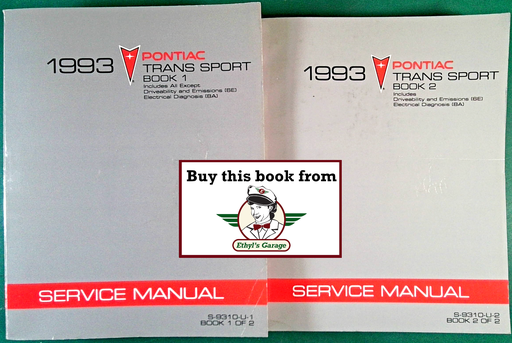 1993
PONTIAC
TRANS SPORT
BOOK 1
Includes All Except
Driveability and Emissions (6E)
Electrical Diagnosis (8A)
SERVICE MANUAL
S-9310-U-1
BOOK 1 OF 2
1993
PONTIAC
TRANS SPORT
BOOK 2
Includes
Driveability and Emissions (6E)
Electrical Diagnosis (8A)
SERVICE MANUAL
S-9310-U-2
BOOK 2 OF 2
Buy this book from
Ethyl's Garage